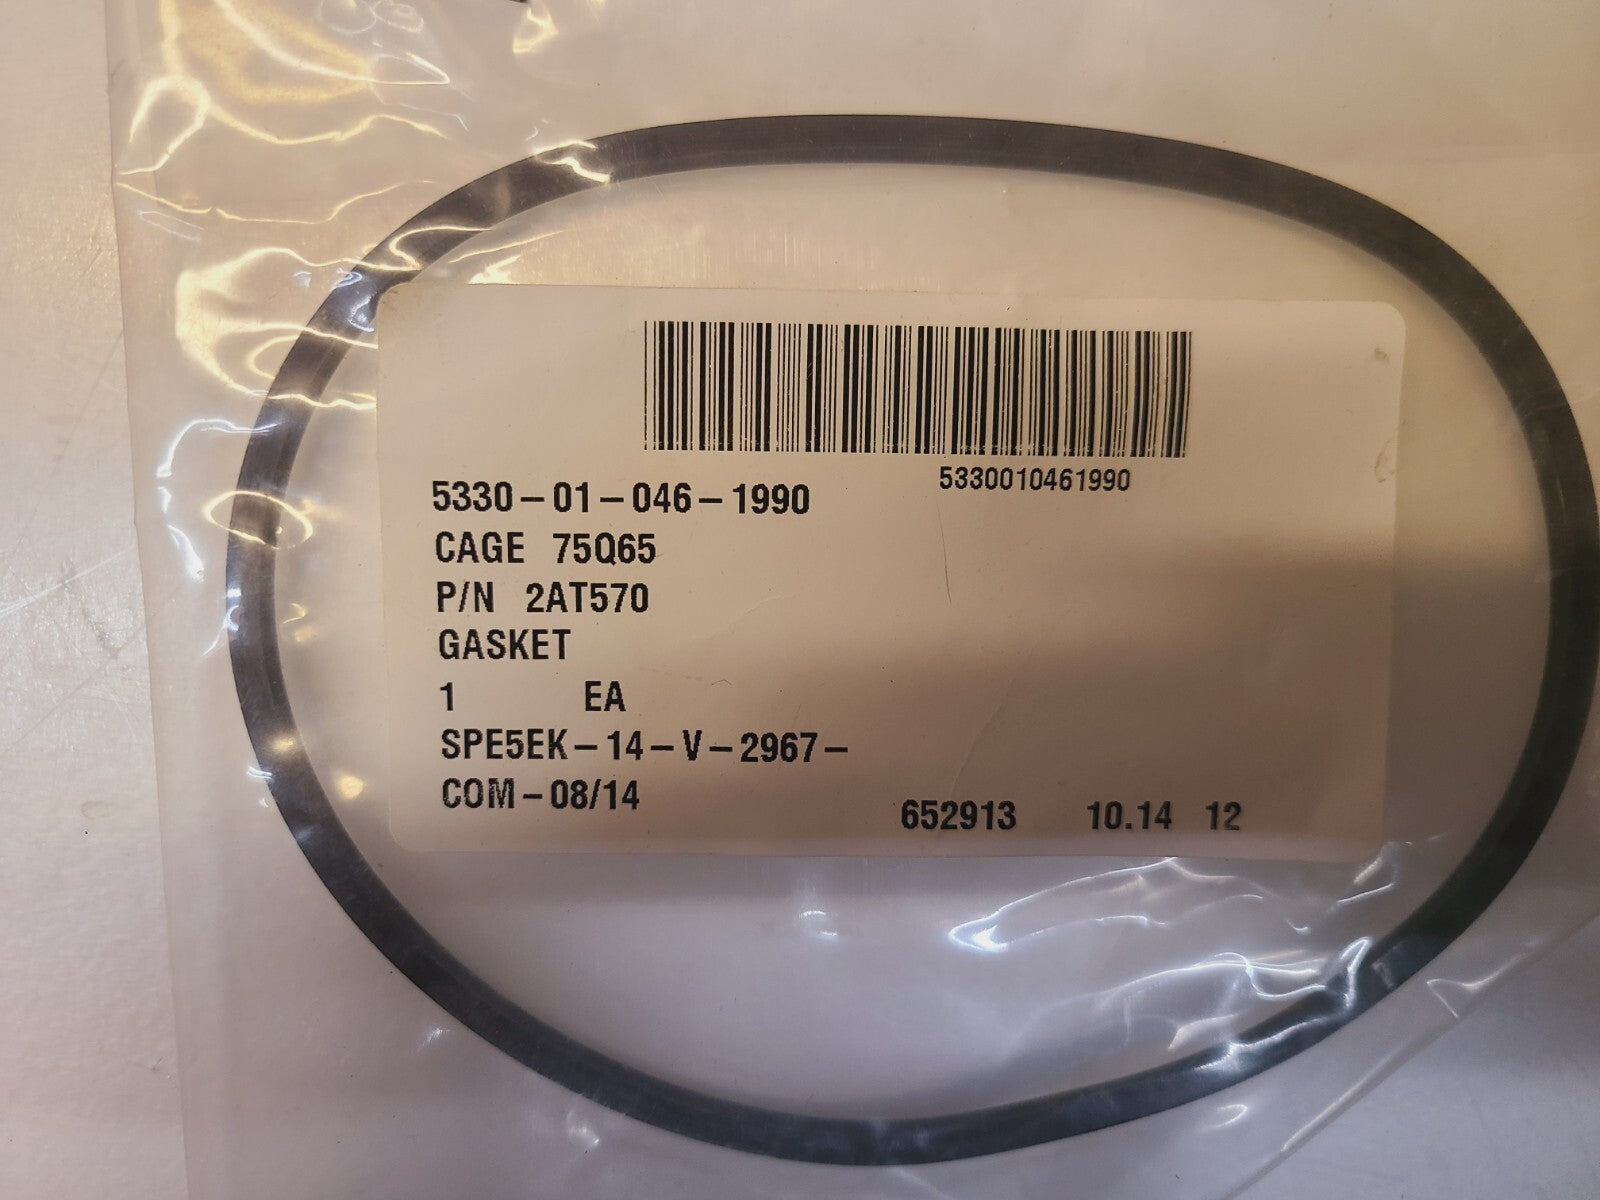 5330010461990
5330-01-046-1990
CAGE 75Q65
P/N 2AT570
GASKET
1 EA
SPE5EK-14-V-2967-
COM-08/14
652913 10.14 12